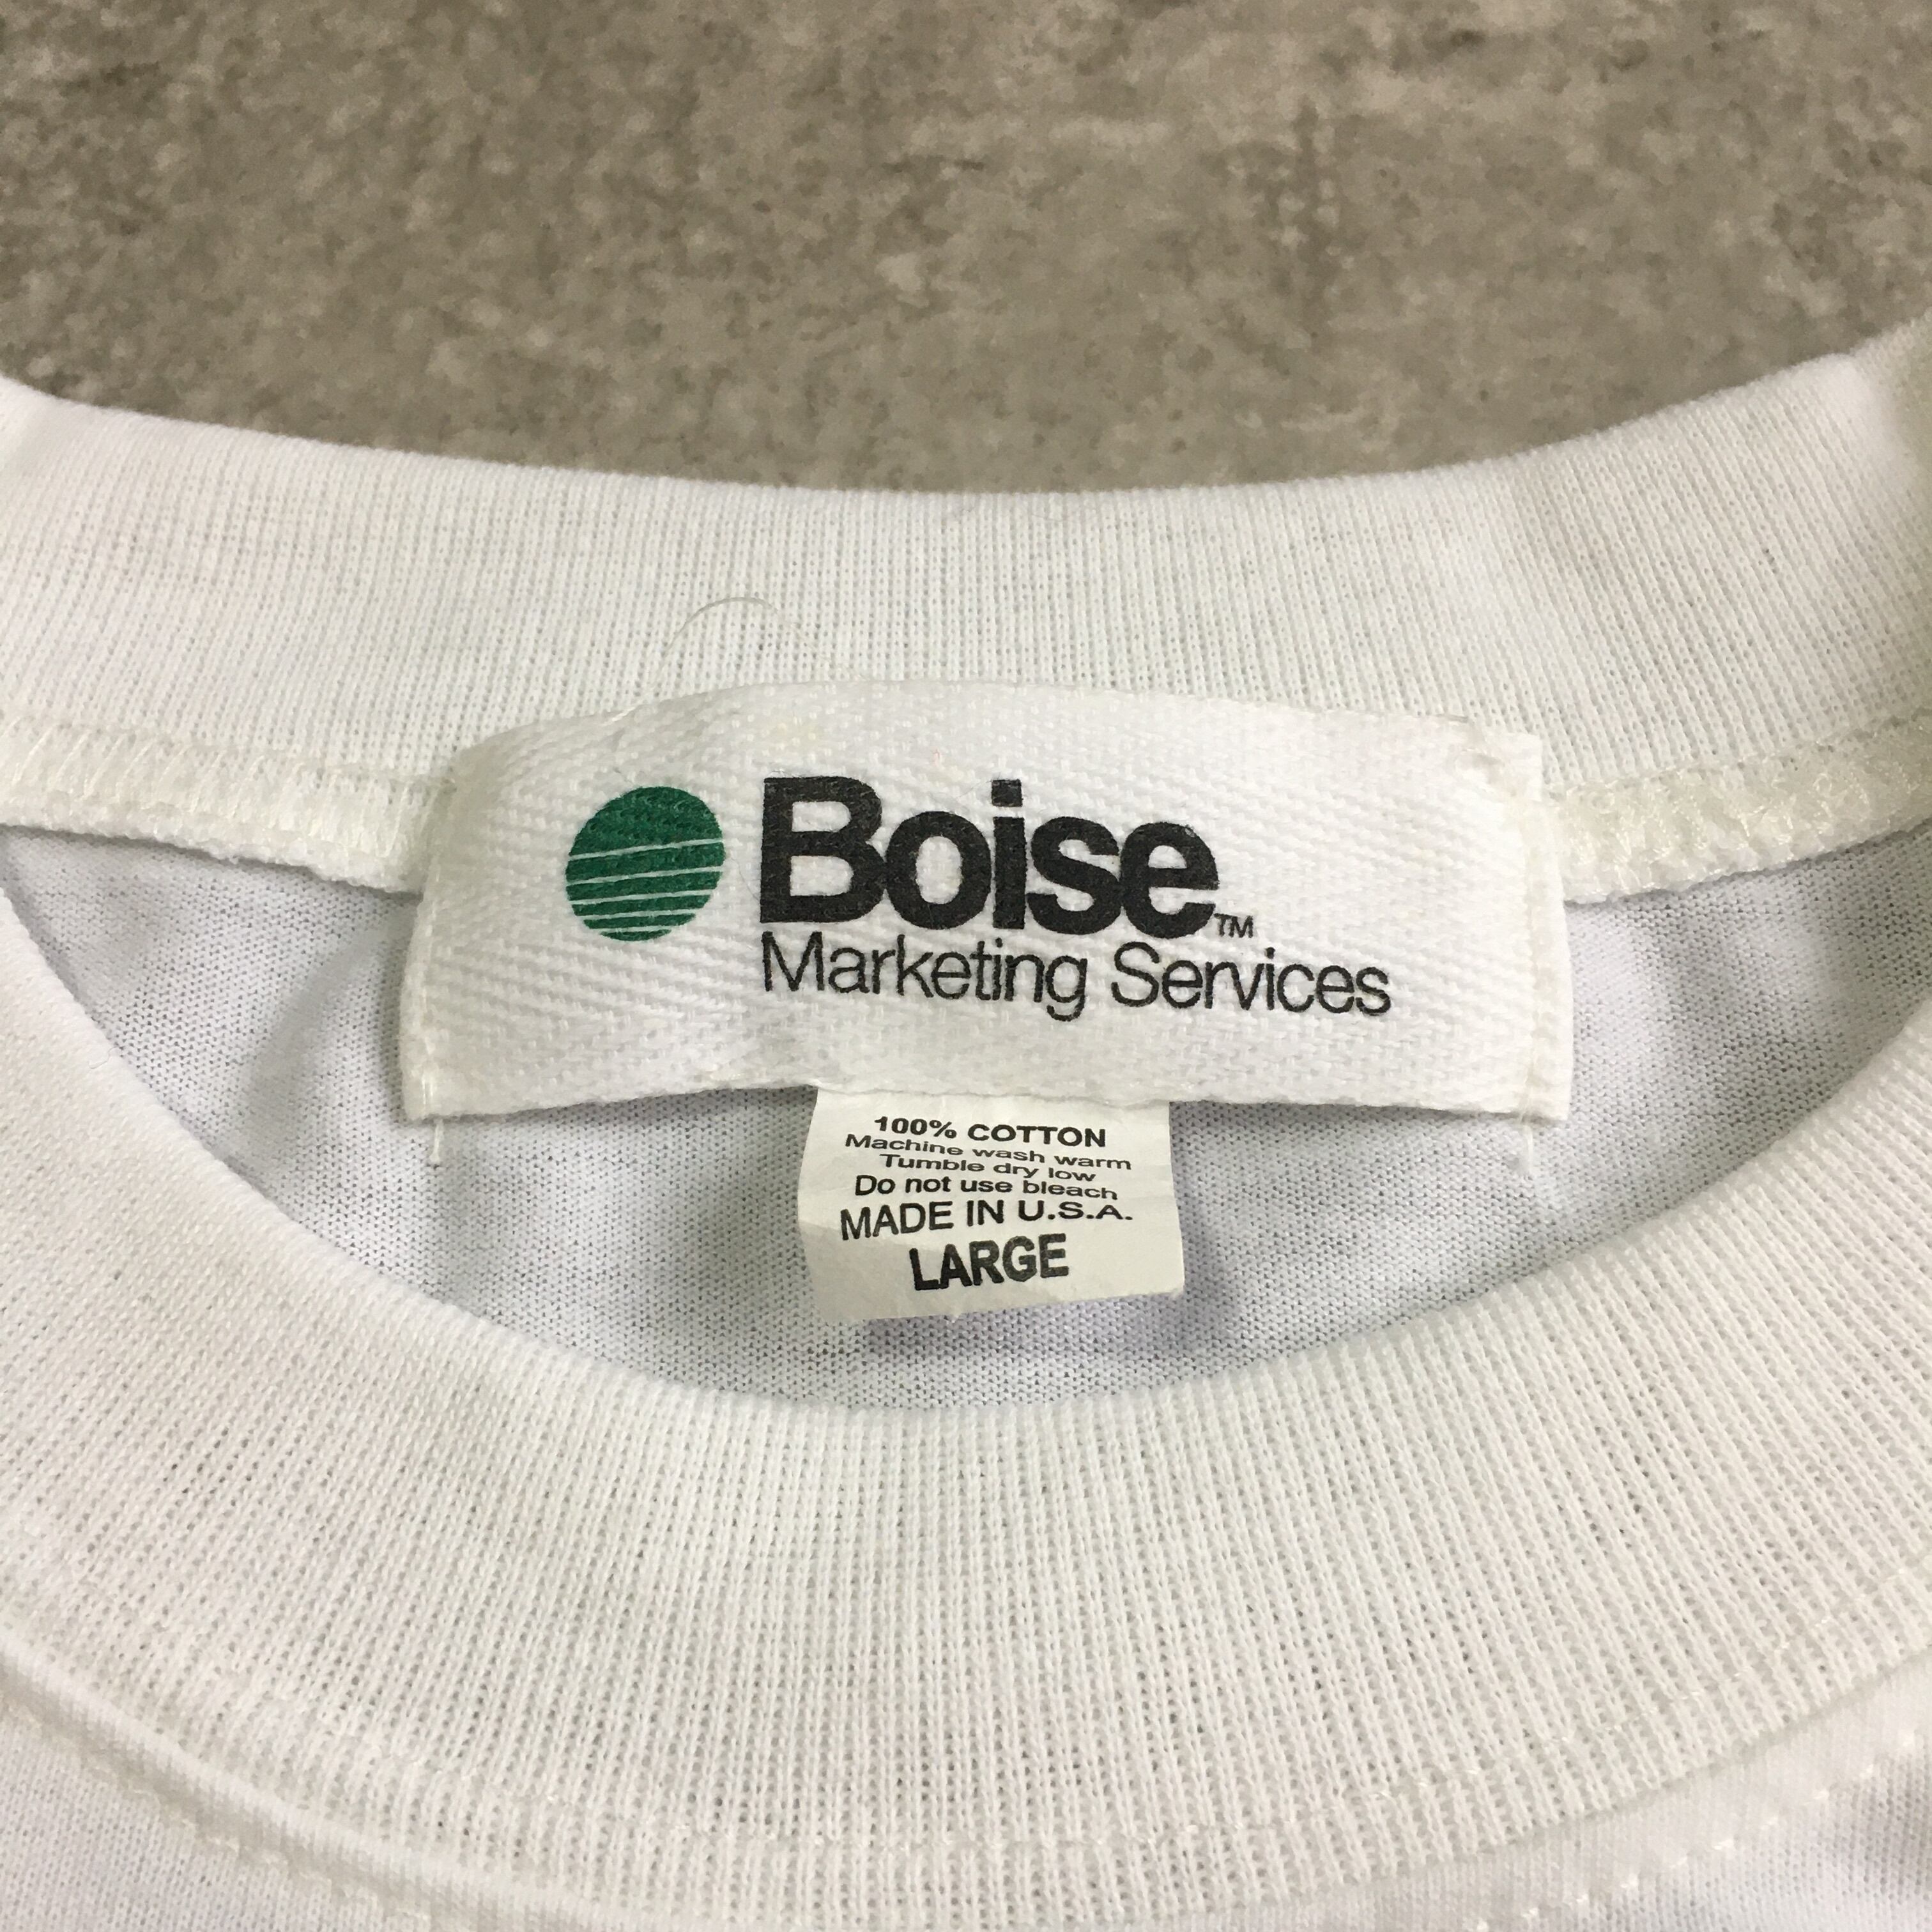 Boise™
Marketing Services
100% COTTON
Machine wash warm
Tumble dry low
Do not use bleach
MADE IN U.S.A.
LARGE